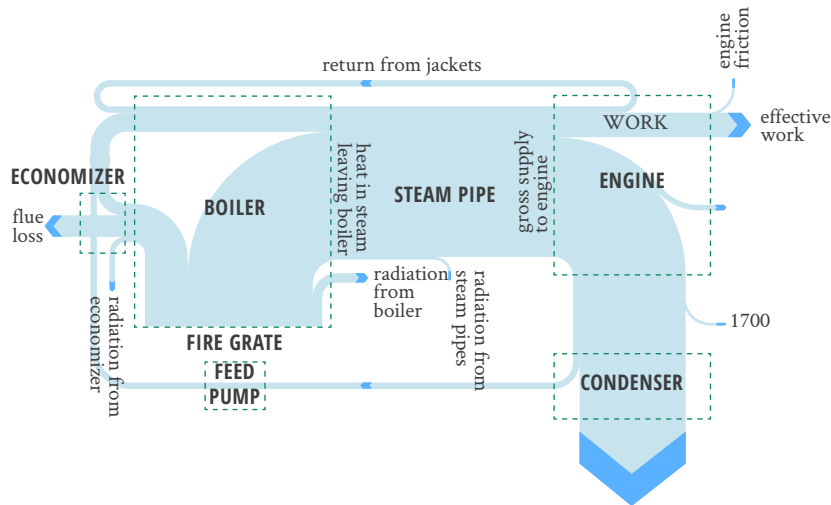 engine
friction
return from jackets
WORK
effective
work
ECONOMIZER
BOILER
heat in steam
leaving boiler
STEAM PIPE
gross supply
to engine
ENGINE
flue
loss
radiation
from
boiler
radiation from
economizer
radiation from
steam pipes
1700
FIRE GRATE
FEED
PUMP
CONDENSER